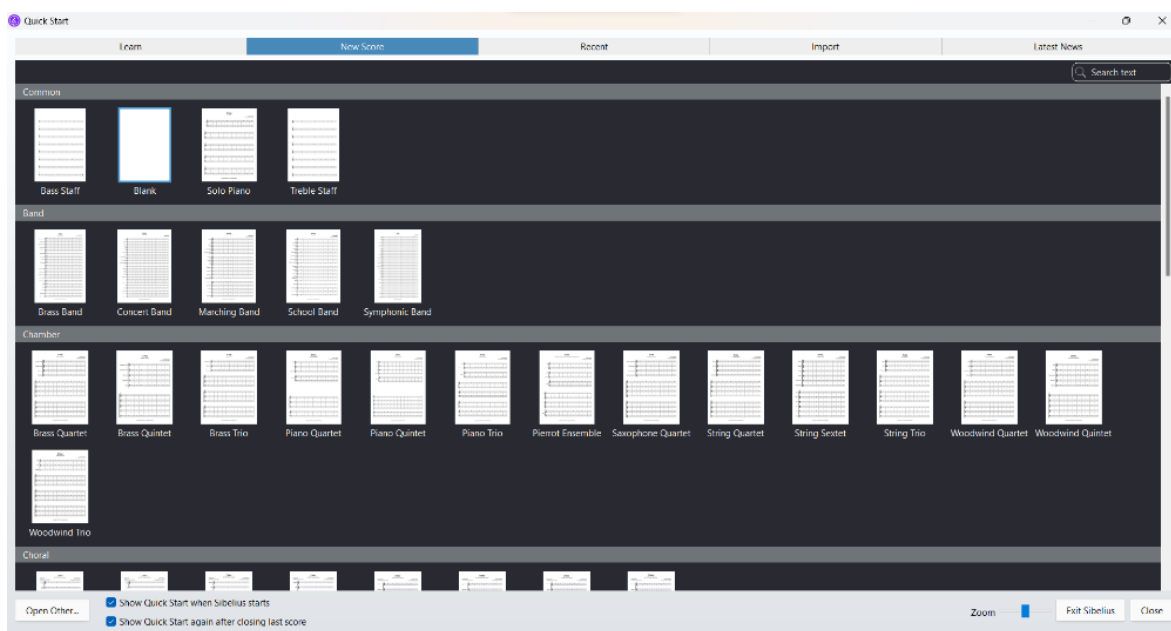 Quick Start
Learn New Score Recent Import Latest News
Search text
Common
Bass Staff Blank Solo Piano Treble Staff
Band
Brass Band Concert Band Marching Band School Band Symphonic Band
Chamber
Brass Quartet Brass Quintet Brass Trio Piano Quartet Piano Quintet Piano Trio Pierrot Ensemble Saxophone Quartet String Quartet String Sextet String Trio Woodwind Quartet Woodwind Quintet
Woodwind Trio
Choral
Open Other...
Show Quick Start when Sibelius starts
Show Quick Start again after closing last score
Zoom Exit Sibelius Close